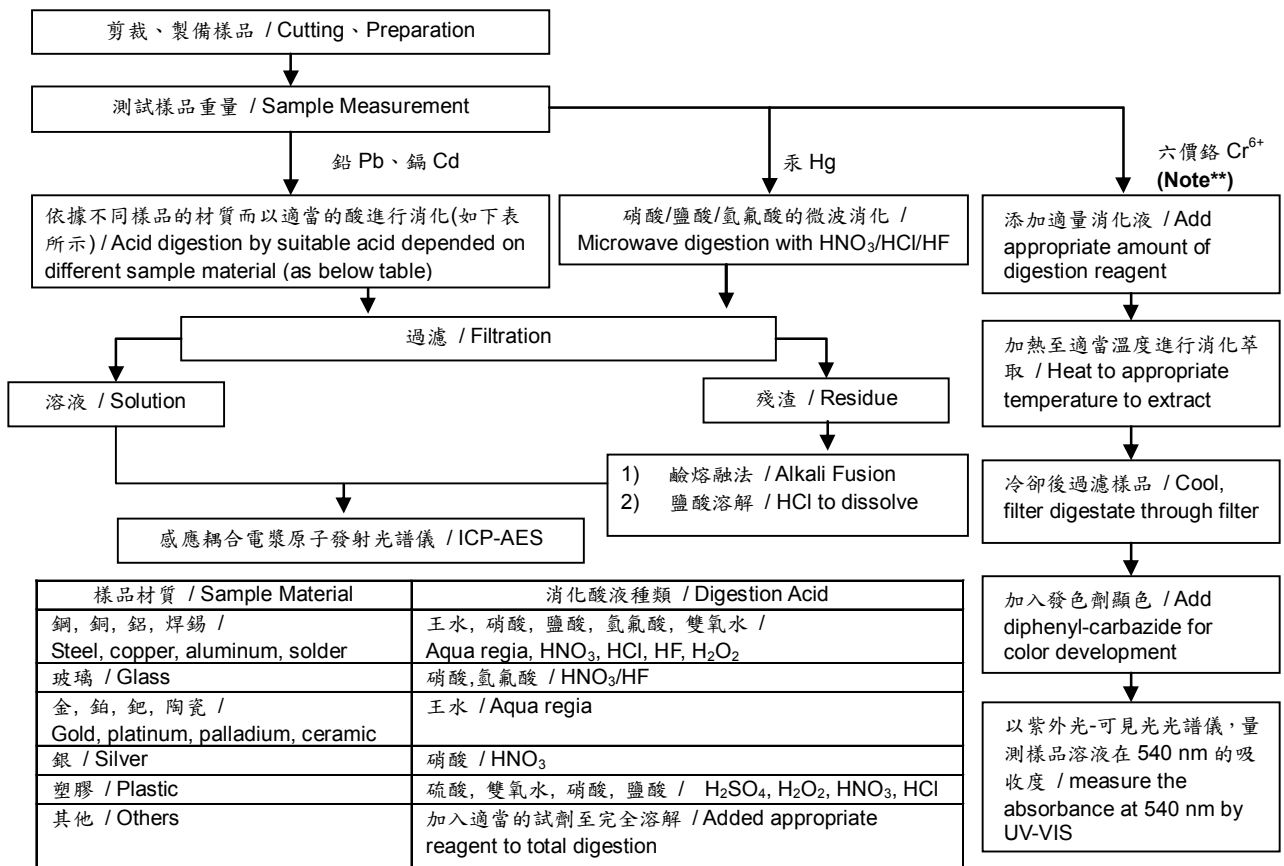 剪裁、製備樣品 / Cutting、Preparation
測試樣品重量 / Sample Measurement
鉛 Pb、鎘 Cd
汞 Hg
六價鉻 Cr⁶⁺
(Note**)
依據不同樣品的材質而以適當的酸進行消化(如下表
所示) / Acid digestion by suitable acid depended on
different sample material (as below table)
硝酸/鹽酸/氫氟酸的微波消化 /
Microwave digestion with HNO₃/HCl/HF
添加適量消化液 / Add
appropriate amount of
digestion reagent
過濾 / Filtration
加熱至適當溫度進行消化萃
取 / Heat to appropriate
temperature to extract
溶液 / Solution
殘渣 / Residue
1) 鹼熔融法 / Alkali Fusion
2) 鹽酸溶解 / HCl to dissolve
冷卻後過濾樣品 / Cool,
filter digestate through filter
感應耦合電漿原子發射光譜儀 / ICP-AES
樣品材質 / Sample Material
消化酸液種類 / Digestion Acid
鋼, 銅, 鋁, 焊錫 /
Steel, copper, aluminum, solder
王水, 硝酸, 鹽酸, 氫氟酸, 雙氧水 /
Aqua regia, HNO₃, HCl, HF, H₂O₂
玻璃 / Glass
硝酸,氫氟酸 / HNO₃/HF
金, 鉑, 鈀, 陶瓷 /
Gold, platinum, palladium, ceramic
王水 / Aqua regia
銀 / Silver
硝酸 / HNO₃
塑膠 / Plastic
硫酸, 雙氧水, 硝酸, 鹽酸 / H₂SO₄, H₂O₂, HNO₃, HCl
其他 / Others
加入適當的試劑至完全溶解 / Added appropriate
reagent to total digestion
加入發色劑顯色 / Add
diphenyl-carbazide for
color development
以紫外光-可見光光譜儀,量
測樣品溶液在 540 nm 的吸
收度 / measure the
absorbance at 540 nm by
UV-VIS